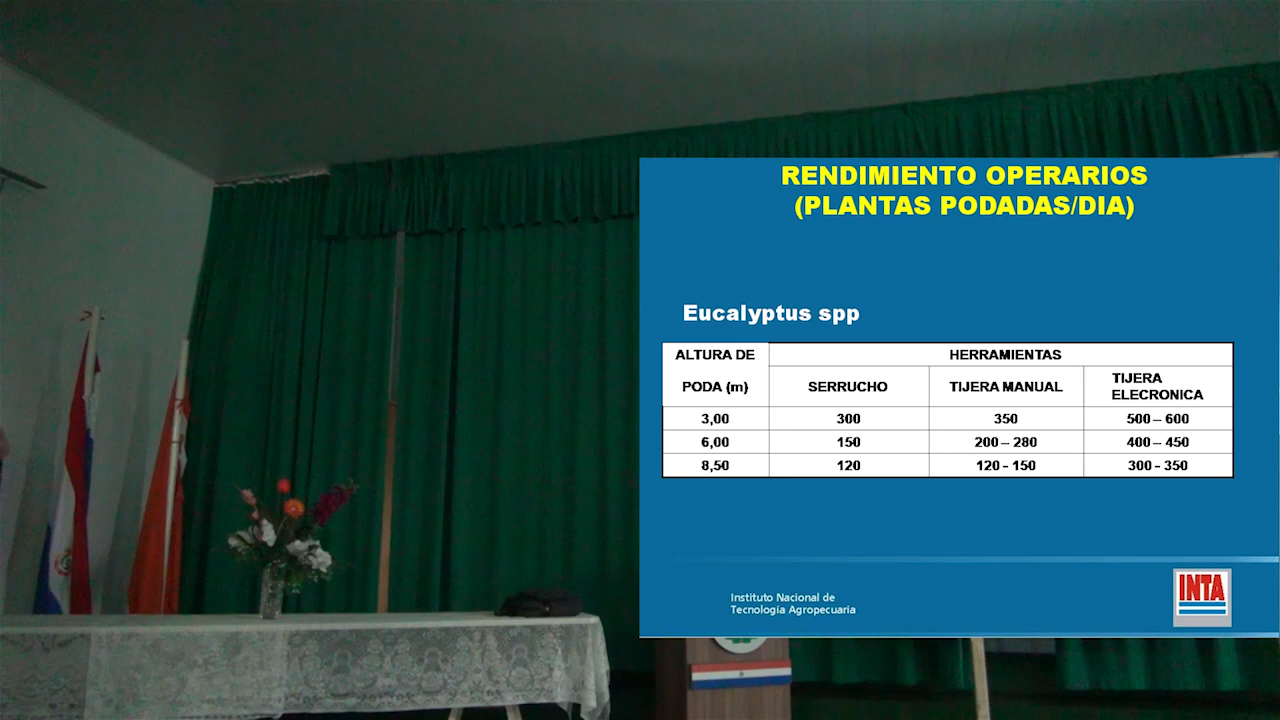 RENDIMIENTO OPERARIOS
(PLANTAS PODADAS/DIA)
Eucalyptus spp
ALTURA DE PODA (m) HERRAMIENTAS
SERRUCHO TIJERA MANUAL TIJERA ELECRONICA
3,00 300 350 500 – 600
6,00 150 200 – 280 400 – 450
8,50 120 120 - 150 300 - 350
Instituto Nacional de
Tecnología Agropecuaria
INTA